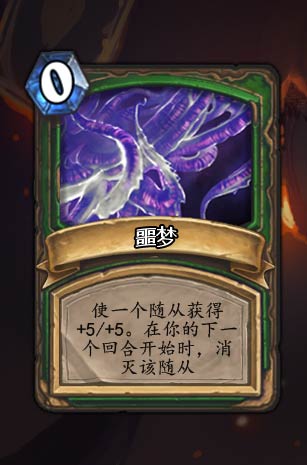 0
噩梦
使一个随从获得
+5/+5。在你的下一
个回合开始时，消
灭该随从